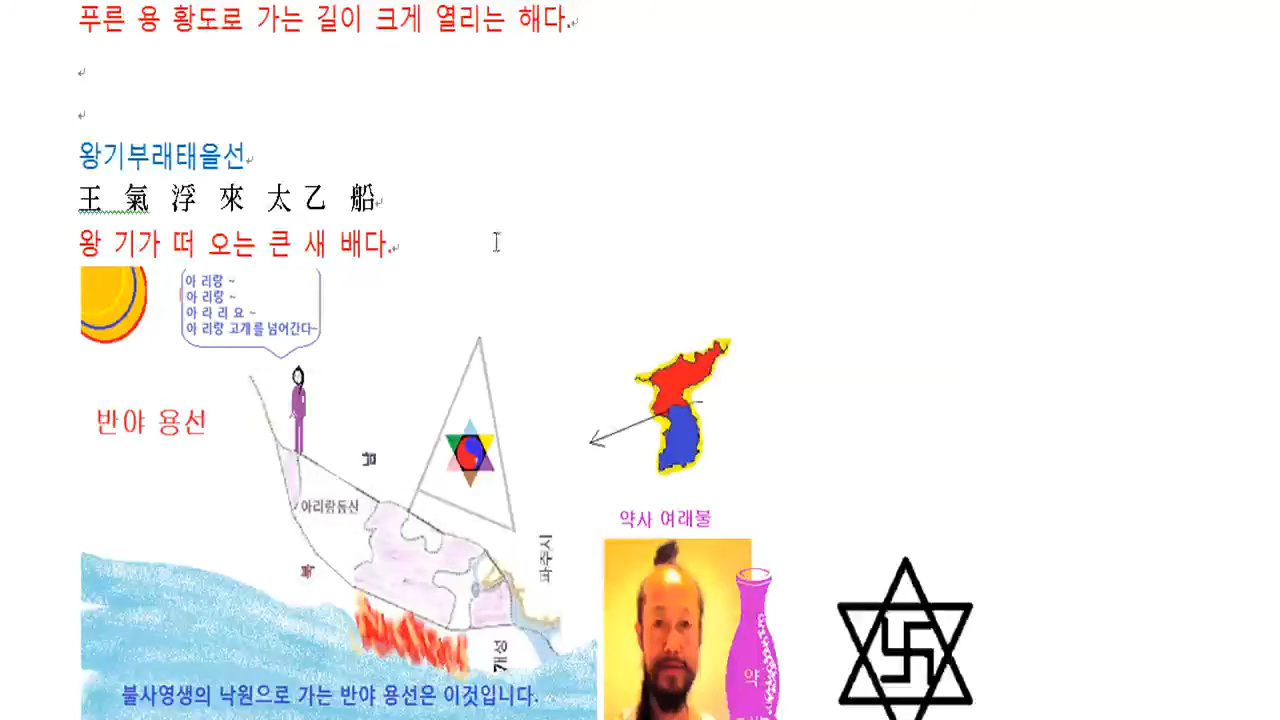 푸른 용 황도로 가는 길이 크게 열리는 해다.
왕기부래태을선
王 氣 浮 來 太 乙 船
왕 기가 떠 오는 큰 새 배다.
아 리랑 ~
아 리랑 ~
아 라 리 요 ~
아 리랑 고개를 넘어간다~
반야 용선
남
아리랑동산
북
파주시
개성
약사 여래불
약
불사영생의 낙원으로 가는 반야 용선은 이것입니다.